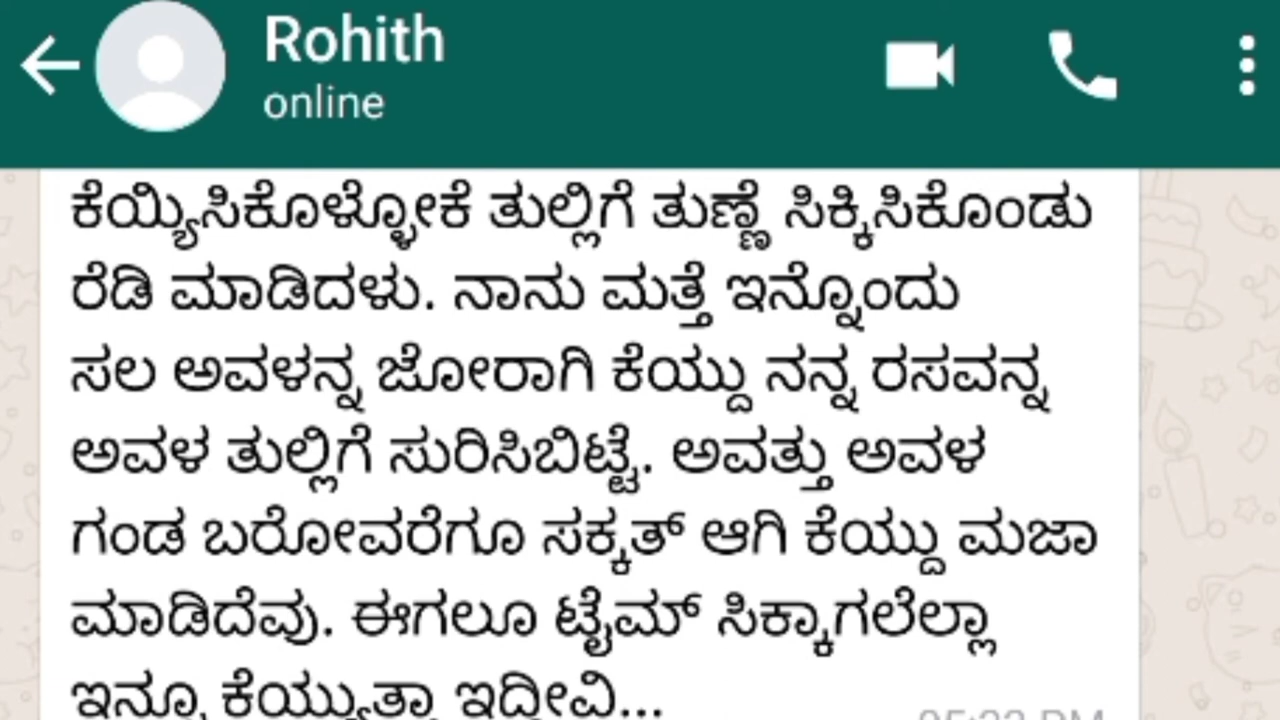 Rohith
online
ಕೆಯ್ಯಿಸಿಕೊಳ್ಳೋಕೆ ತುಲ್ಲಿಗೆ ತುಣ್ಣೆ ಸಿಕ್ಕಿಸಿಕೊಂಡು
ರೆಡಿ ಮಾಡಿದಳು. ನಾನು ಮತ್ತೆ ಇನ್ನೊಂದು
ಸಲ ಅವಳನ್ನ ಜೋರಾಗಿ ಕೆಯ್ದು ನನ್ನ ರಸವನ್ನ
ಅವಳ ತುಲ್ಲಿಗೆ ಸುರಿಸಿಬಿಟ್ಟೆ. ಅವತ್ತು ಅವಳ
ಗಂಡ ಬರೋವರೆಗೂ ಸಕ್ಕತ್ ಆಗಿ ಕೆಯ್ದು ಮಜಾ
ಮಾಡಿದೆವು. ಈಗಲೂ ಟೈಮ್ ಸಿಕ್ಕಾಗಲೆಲ್ಲಾ
ಇನ್ನೂ ಕೆಯ್ಯುತ್ತಾ ಇದ್ದೀವಿ...